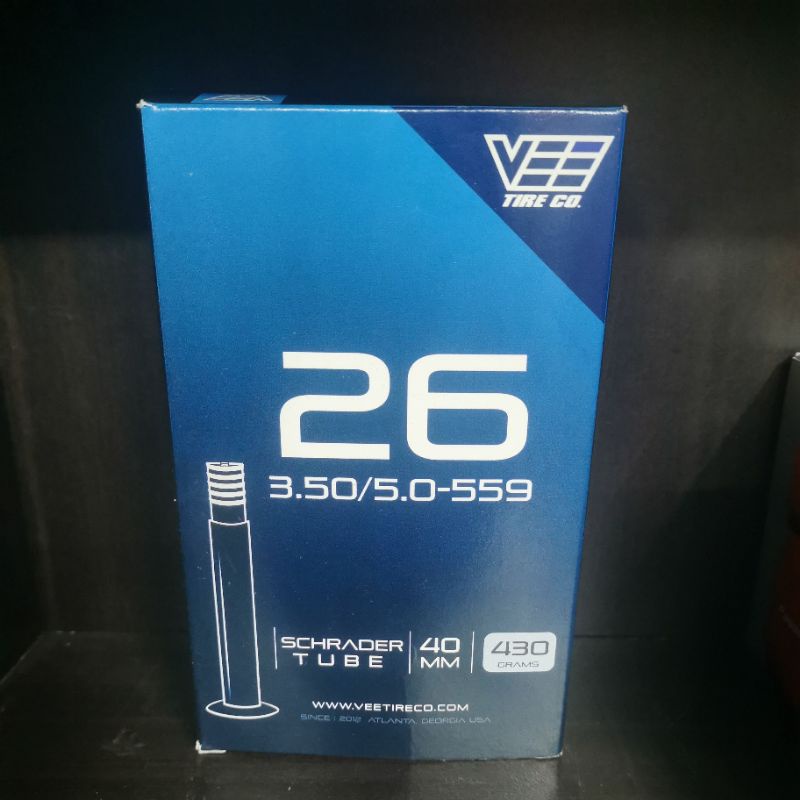 VEE
TIRE CO.
26
3.50/5.0-559
SCHRADER TUBE
40 MM
430 GRAMS
WWW.VEETIRECO.COM
SINCE : 2012 ATLANTA, GEORGIA USA